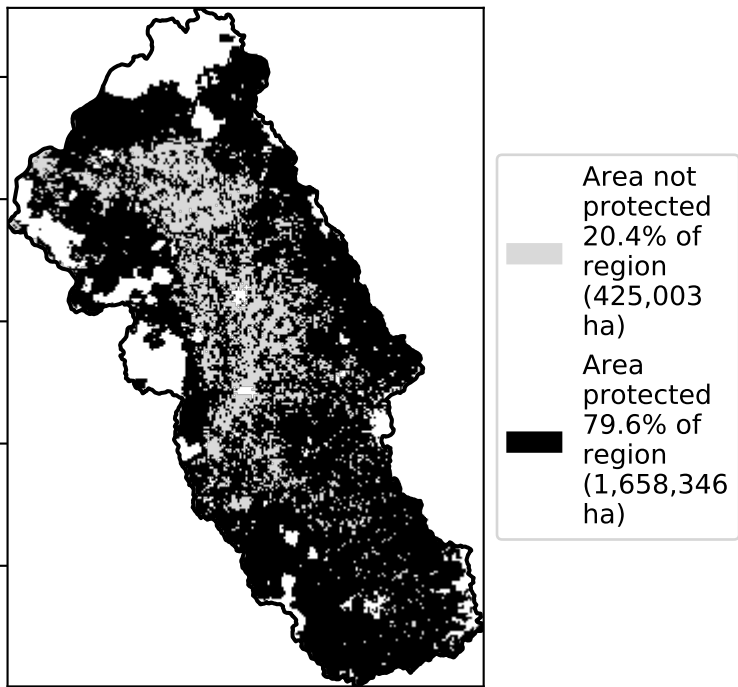 Area not
protected
20.4% of
region
(425,003
ha)
Area
protected
79.6% of
region
(1,658,346
ha)